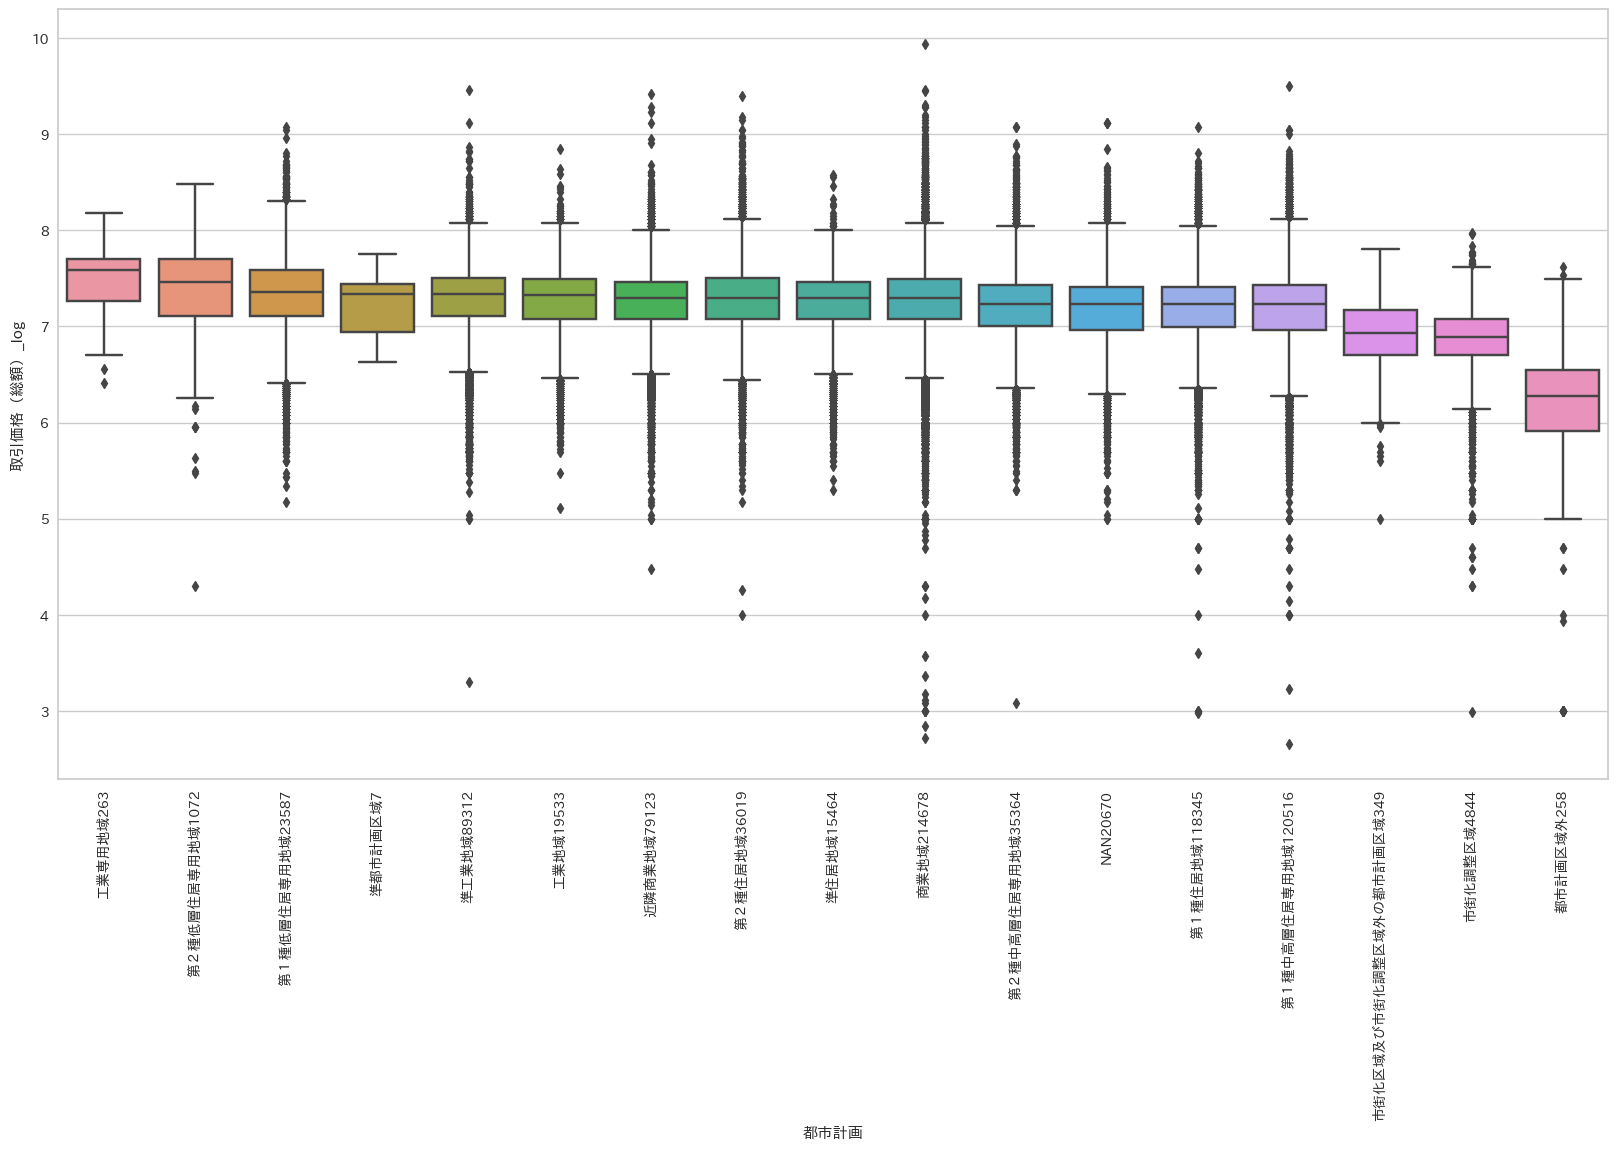 10
9
8
7
6
5
4
3
取引価格（総額）_log
工業専用地域263
第２種低層住居専用地域1072
第１種低層住居専用地域23587
準都市計画区域7
準工業地域89312
工業地域19533
近隣商業地域79123
第２種住居地域36019
準住居地域15464
商業地域214678
第２種中高層住居専用地域35364
NAN20670
第１種住居地域118345
第１種中高層住居専用地域120516
市街化区域及び市街化調整区域外の都市計画区域349
市街化調整区域4844
都市計画区域外258
都市計画